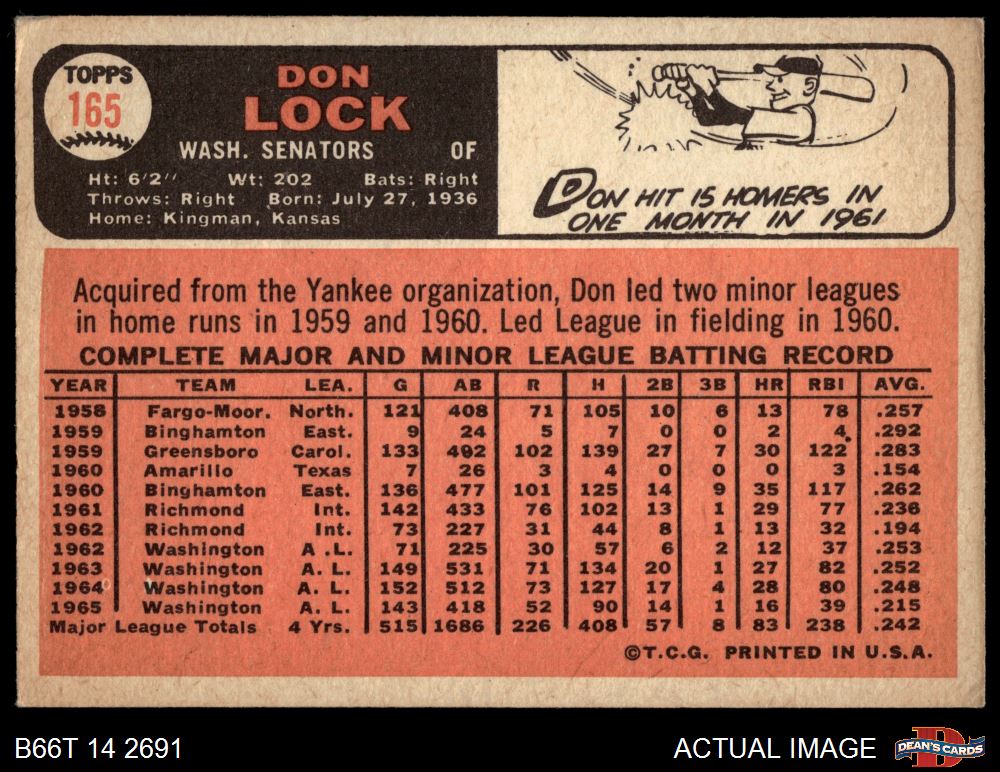 TOPPS
165
DON
LOCK
WASH. SENATORS OF
Ht: 6'2" Wt: 202 Bats: Right
Throws: Right Born: July 27, 1936
Home: Kingman, Kansas
5
DON HIT 15 HOMERS IN
ONE MONTH IN 1961
Acquired from the Yankee organization, Don led two minor leagues
in home runs in 1959 and 1960. Led League in fielding in 1960.
COMPLETE MAJOR AND MINOR LEAGUE BATTING RECORD
YEAR TEAM LEA. G AB R H 2B 3B HR RBI AVG.
1958 Fargo-Moor. North. 121 408 71 105 10 6 13 78 .257
1959 Binghamton East. 9 24 5 7 0 0 2 4 .292
1959 Greensboro Carol. 133 492 102 139 27 7 30 122 .283
1960 Amarillo Texas 7 26 3 4 0 0 0 3 .154
1960 Binghamton East. 136 477 101 125 14 9 35 117 .262
1961 Richmond Int. 142 433 76 102 13 1 29 77 .236
1962 Richmond Int. 73 227 31 44 8 1 13 32 .194
1962 Washington A .L. 71 225 30 57 6 2 12 37 .253
1963 Washington A. L. 149 531 71 134 20 1 27 82 .252
1964 Washington A. L. 152 512 73 127 17 4 28 80 .248
1965 Washington A. L. 143 418 52 90 14 1 16 39 .215
Major League Totals 4 Yrs. 515 1686 226 408 57 8 83 238 .242
©T.C.G. PRINTED IN U.S.A.
B66T 14 2691 ACTUAL IMAGE DEAN'S CARDS